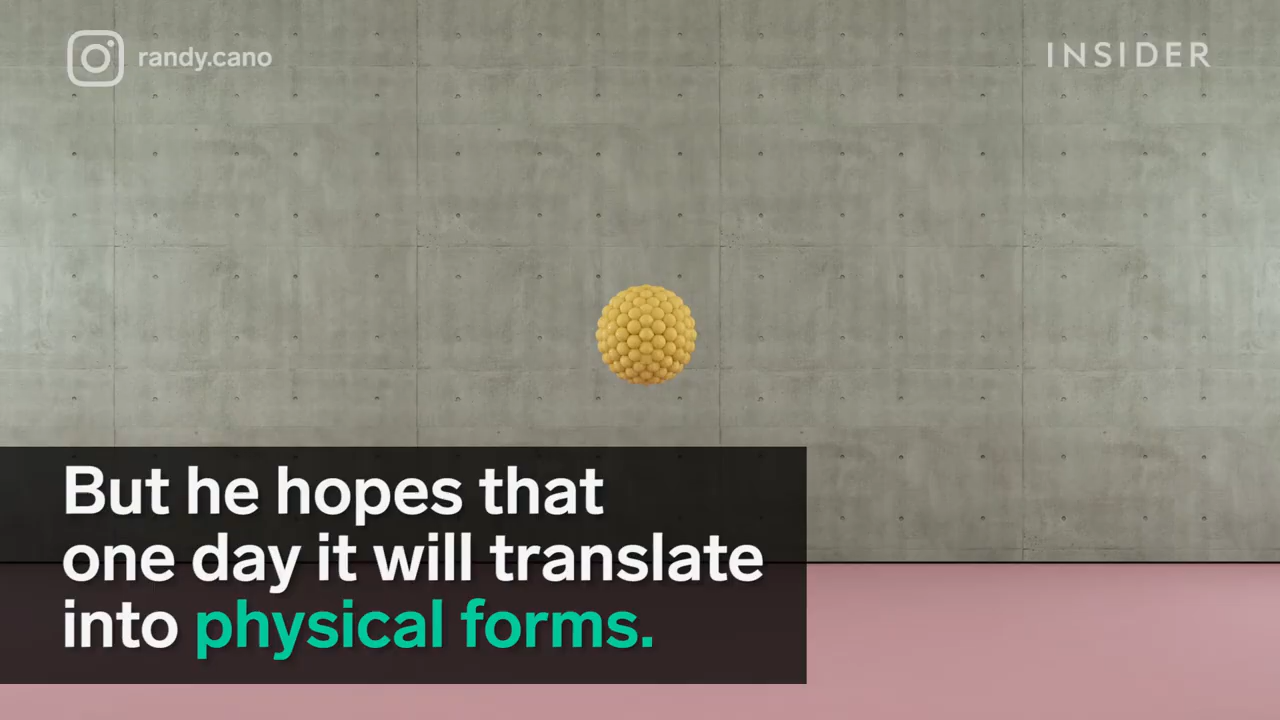 randy.cano
INSIDER
But he hopes that
one day it will translate
into physical forms.